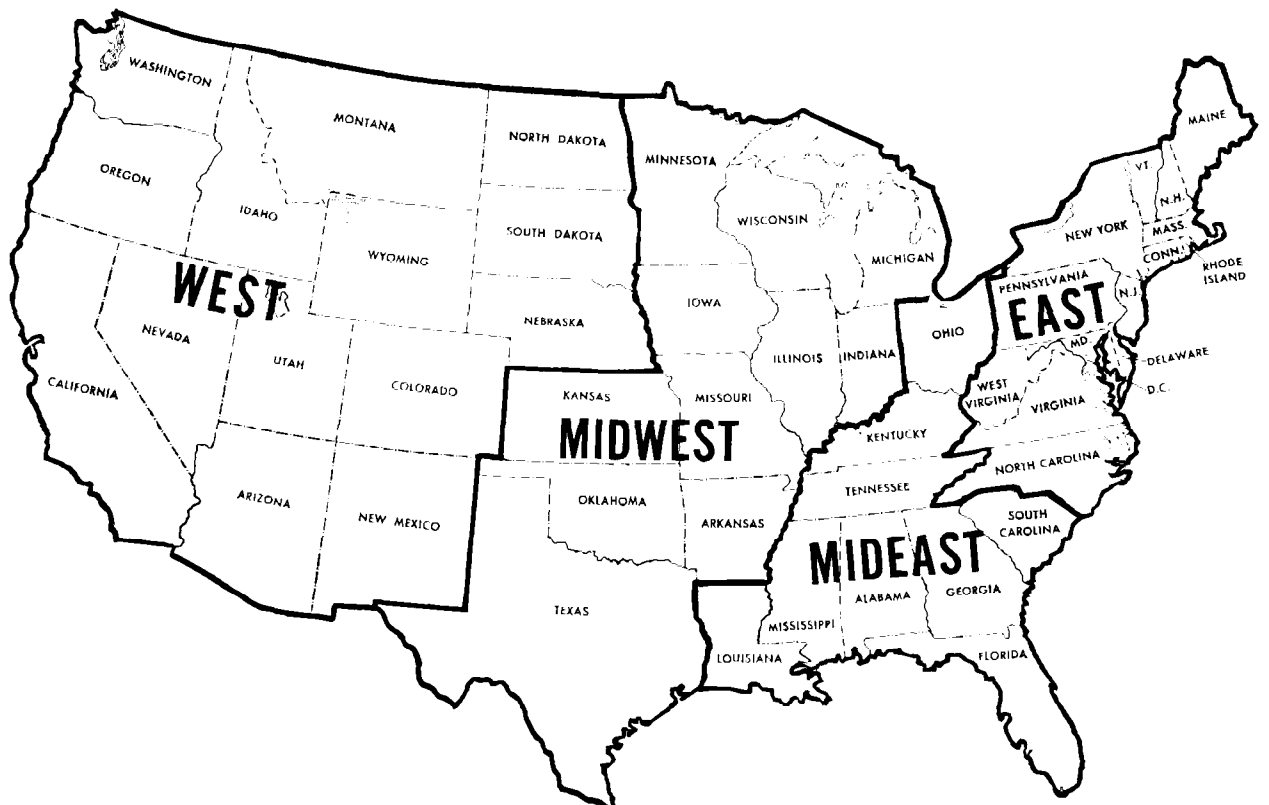 WASHINGTON
MONTANA
NORTH DAKOTA
MINNESOTA
MAINE
OREGON
IDAHO
WYOMING
SOUTH DAKOTA
WISCONSIN
MICHIGAN
NEW YORK
VT.
N.H.
MASS.
CONN.
RHODE
ISLAND
WEST
NEVADA
UTAH
COLORADO
NEBRASKA
IOWA
ILLINOIS
INDIANA
OHIO
PENNSYLVANIA
N.J.
EAST
MD.
DELAWARE
D.C.
CALIFORNIA
KANSAS
MISSOURI
WEST
VIRGINIA
VIRGINIA
MIDWEST
KENTUCKY
NORTH CAROLINA
ARIZONA
NEW MEXICO
OKLAHOMA
ARKANSAS
TENNESSEE
SOUTH
CAROLINA
MIDEAST
TEXAS
ALABAMA
GEORGIA
MISSISSIPPI
LOUISIANA
FLORIDA